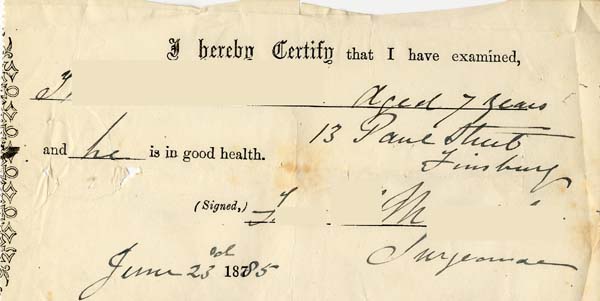 I hereby Certify that I have examined,
Aged 7 Years
13 Paul Street
and he is in good health.
Finsbury
(Signed,)
M
June 23rd 1885